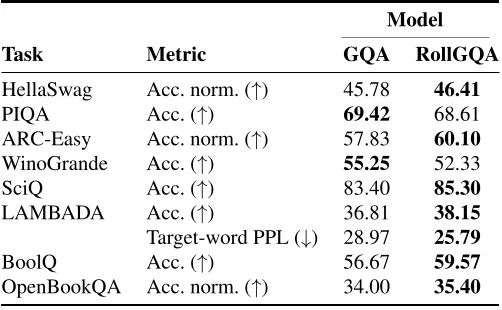 Model
Task Metric GQA RollGQA
HellaSwag Acc. norm. (↑) 45.78 46.41
PIQA Acc. (↑) 69.42 68.61
ARC-Easy Acc. norm. (↑) 57.83 60.10
WinoGrande Acc. (↑) 55.25 52.33
SciQ Acc. (↑) 83.40 85.30
LAMBADA Acc. (↑) 36.81 38.15
Target-word PPL (↓) 28.97 25.79
BoolQ Acc. (↑) 56.67 59.57
OpenBookQA Acc. norm. (↑) 34.00 35.40